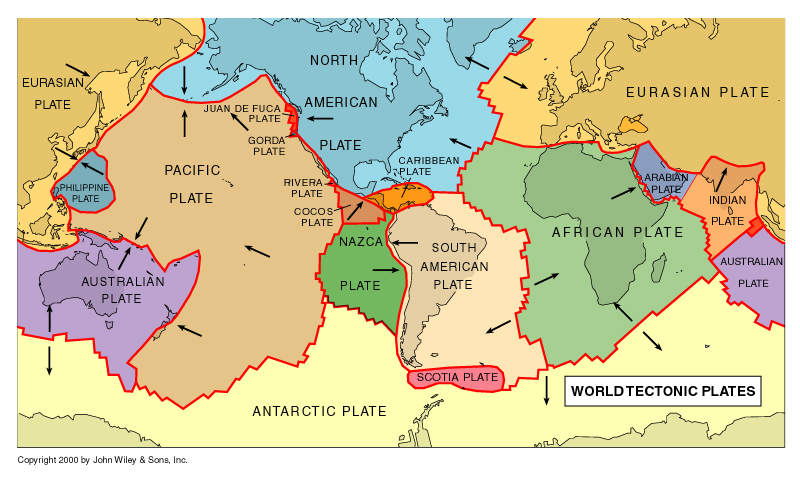 NORTH
AMERICAN
PLATE
EURASIAN
PLATE
EURASIAN PLATE
JUAN DE FUCA
PLATE
GORDA
PLATE
PACIFIC
PLATE
PHILIPPINE
PLATE
CARIBBEAN
PLATE
RIVERA
PLATE
COCOS
PLATE
ARABIAN
PLATE
INDIAN
PLATE
AFRICAN PLATE
NAZCA
PLATE
SOUTH
AMERICAN
PLATE
AUSTRALIAN
PLATE
AUSTRALIAN
PLATE
SCOTIA PLATE
WORLD TECTONIC PLATES
ANTARCTIC PLATE
Copyright 2000 by John Wiley & Sons, Inc.